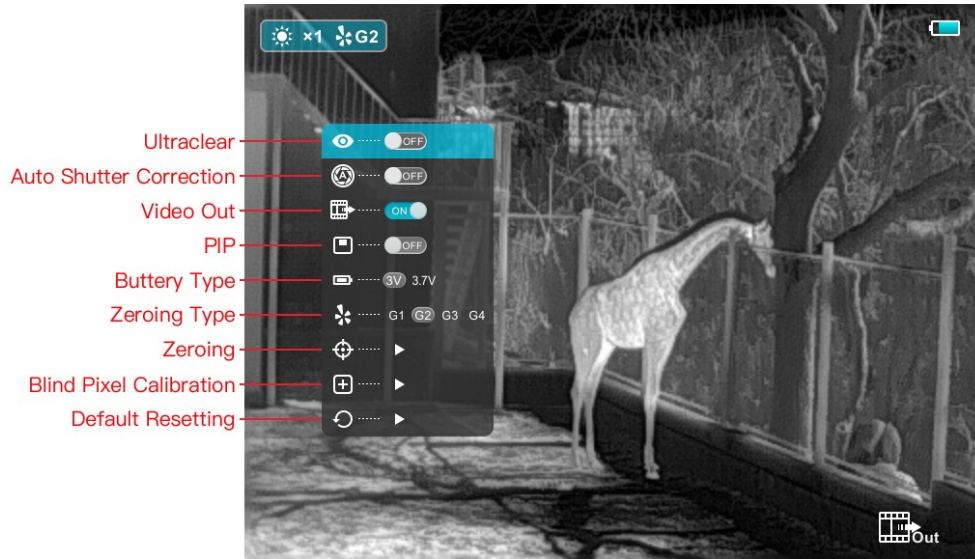 ×1 G2
Ultraclear OFF
Auto Shutter Correction A OFF
Video Out ON
PIP OFF
Buttery Type 3V 3.7V
Zeroing Type G1 G2 G3 G4
Zeroing
Blind Pixel Calibration
Default Resetting
Out